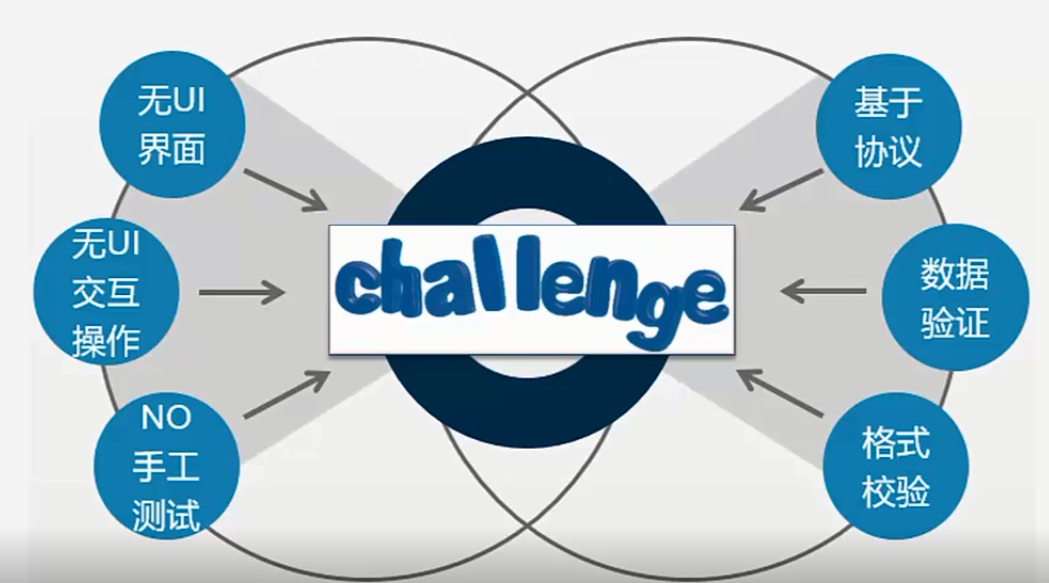 无UI
界面
无UI
交互
操作
NO
手工
测试
challenge
基于
协议
数据
验证
格式
校验